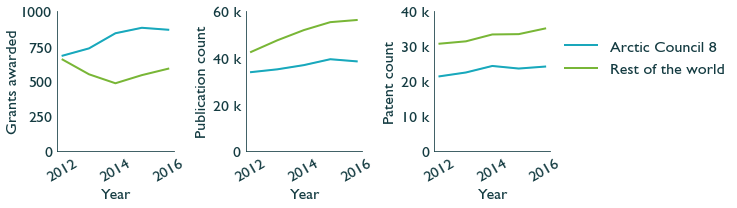 Grants awarded
1000
750
500
250
0
2012
2014
2016
Year
Publication count
60 k
40 k
20 k
0
2012
2014
2016
Year
Patent count
40 k
30 k
20 k
10 k
0
2012
2014
2016
Year
Arctic Council 8
Rest of the world